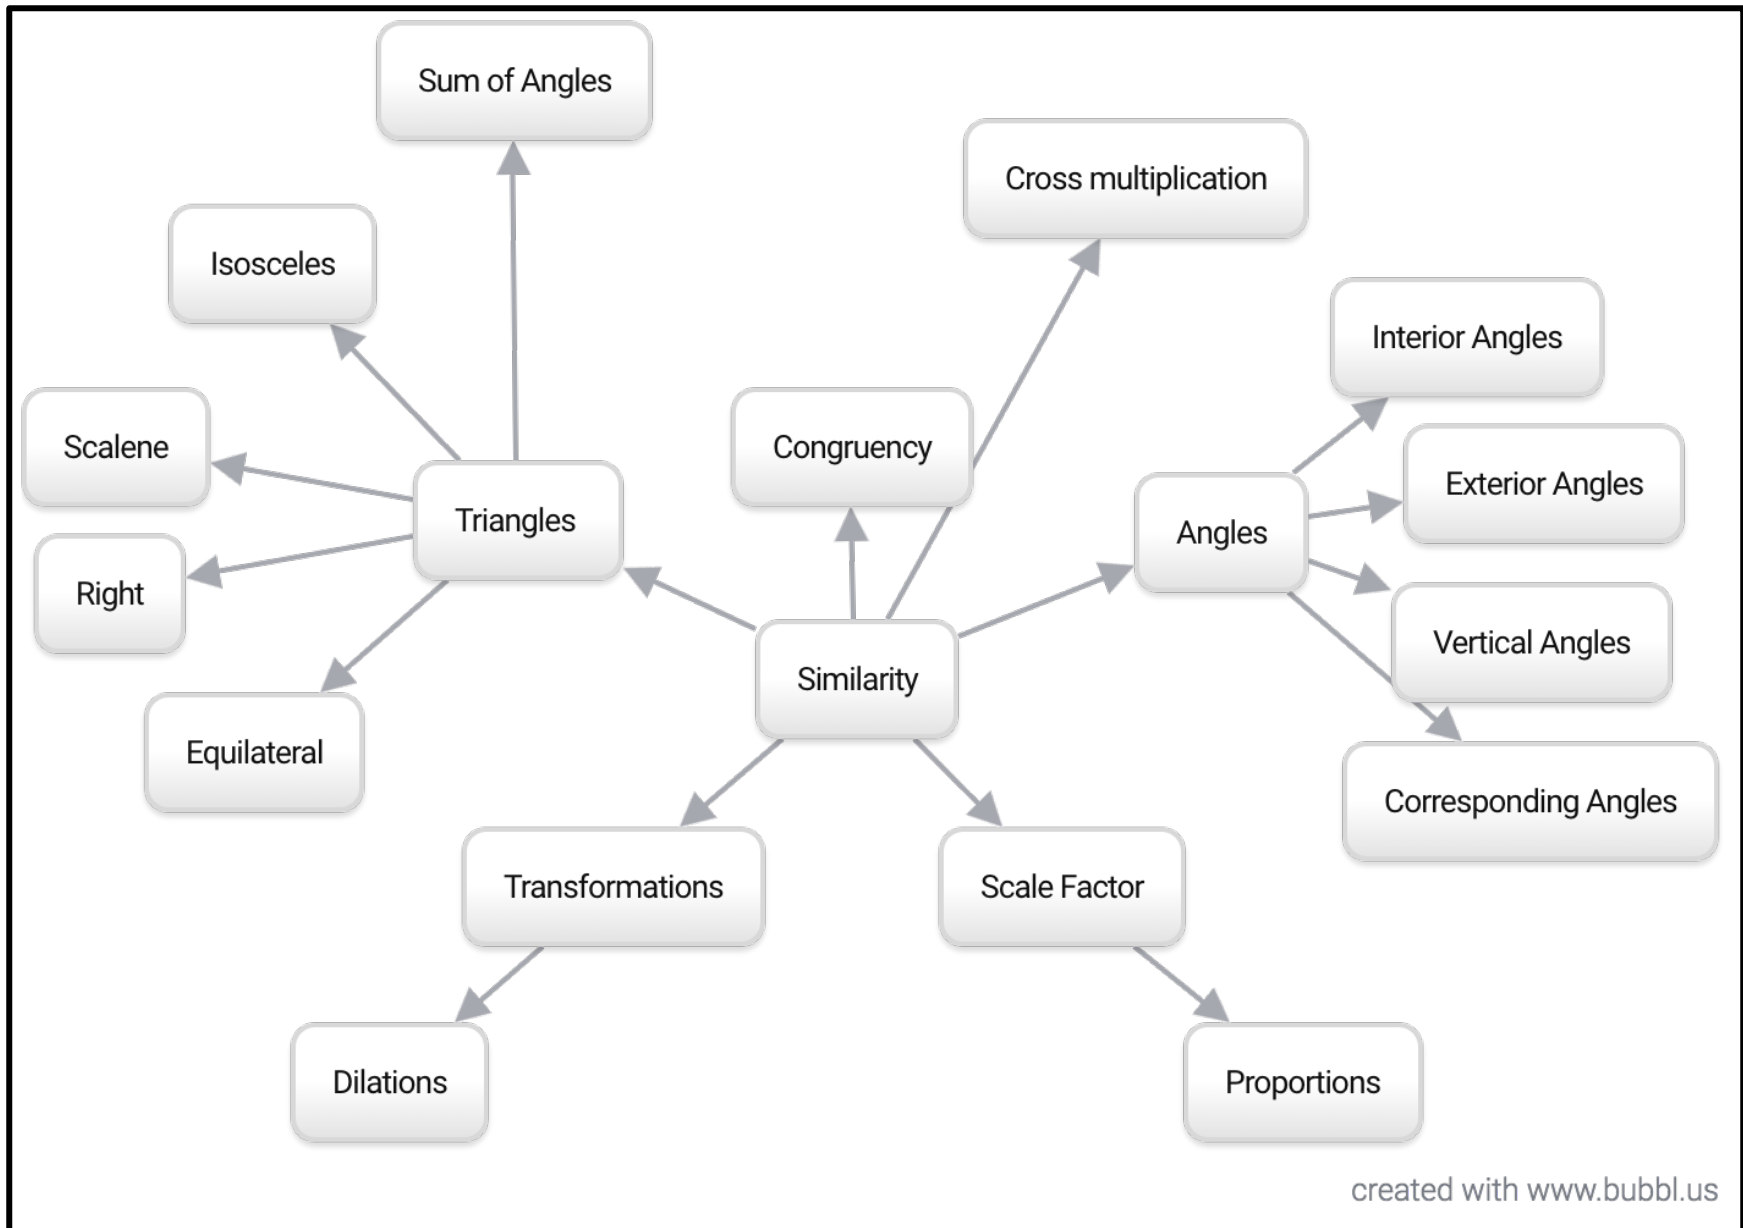 Sum of Angles
Cross multiplication
Isosceles
Interior Angles
Scalene
Congruency
Exterior Angles
Triangles
Angles
Right
Vertical Angles
Similarity
Equilateral
Corresponding Angles
Transformations
Scale Factor
Dilations
Proportions
created with www.bubbl.us